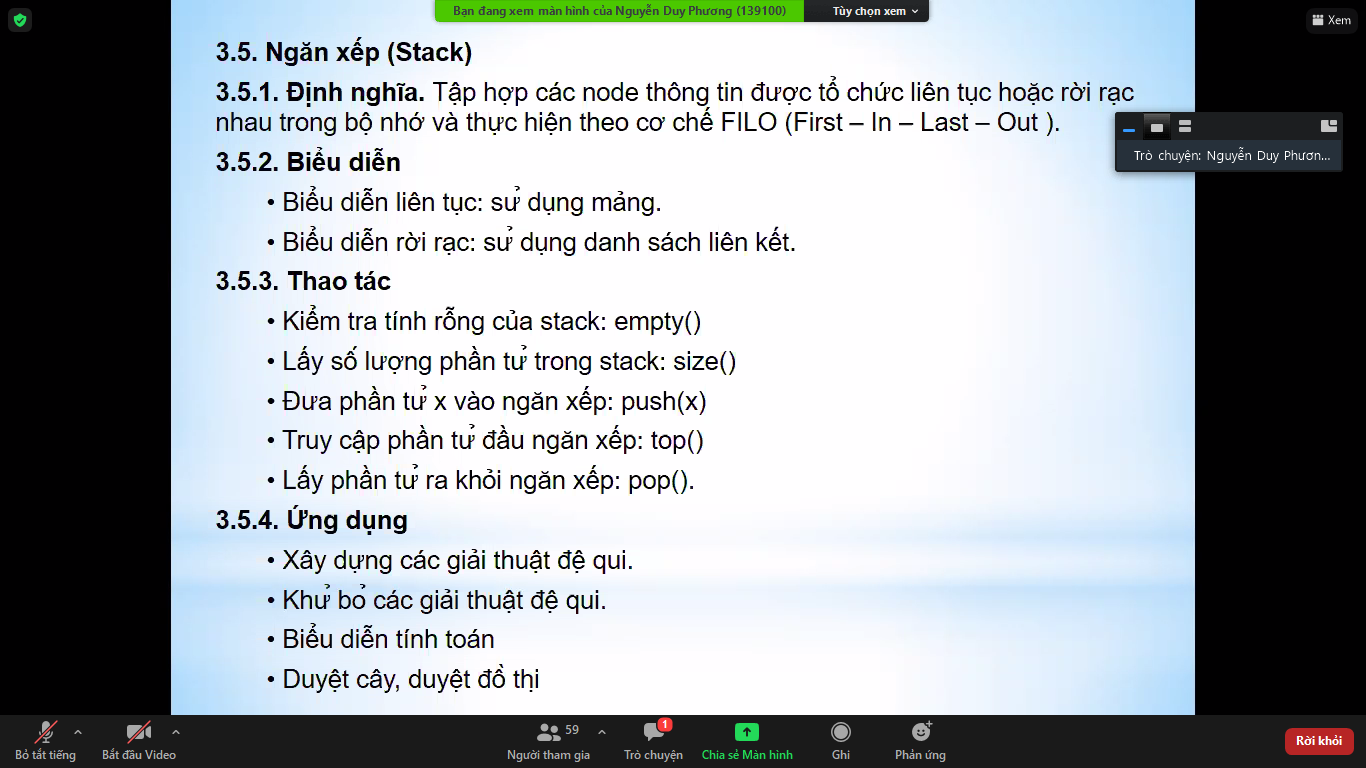 Bạn đang xem màn hình của Nguyễn Duy Phương (139100)
Tùy chọn xem
Xem
3.5. Ngăn xếp (Stack)
3.5.1. Định nghĩa. Tập hợp các node thông tin được tổ chức liên tục hoặc rời rạc
nhau trong bộ nhớ và thực hiện theo cơ chế FILO (First – In – Last – Out ).
Trò chuyện: Nguyễn Duy Phươn...
3.5.2. Biểu diễn
• Biểu diễn liên tục: sử dụng mảng.
• Biểu diễn rời rạc: sử dụng danh sách liên kết.
3.5.3. Thao tác
• Kiểm tra tính rỗng của stack: empty()
• Lấy số lượng phần tử trong stack: size()
• Đưa phần tử x vào ngăn xếp: push(x)
• Truy cập phần tử đầu ngăn xếp: top()
• Lấy phần tử ra khỏi ngăn xếp: pop().
3.5.4. Ứng dụng
• Xây dựng các giải thuật đệ qui.
• Khử bỏ các giải thuật đệ qui.
• Biểu diễn tính toán
• Duyệt cây, duyệt đồ thị
Bỏ tắt tiếng
Bắt đầu Video
59
Người tham gia
1
Trò chuyện
Chia sẻ Màn hình
Ghi
Phản ứng
Rời khỏi